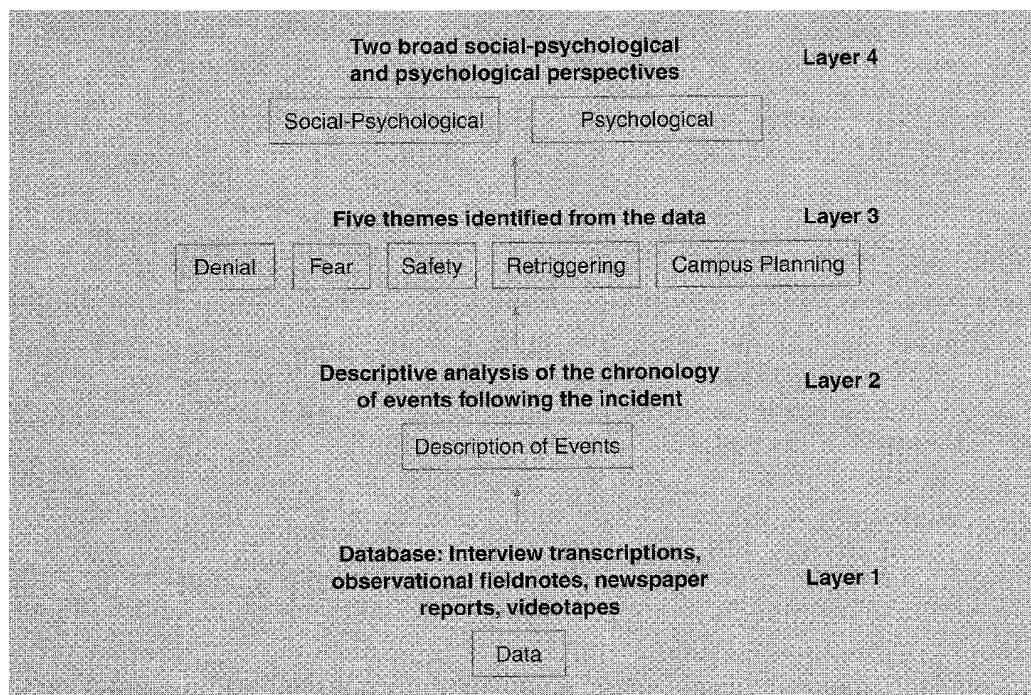 Two broad social-psychological
and psychological perspectives
Layer 4
Social-Psychological
Psychological
Five themes identified from the data
Layer 3
Denial
Fear
Safety
Retriggering
Campus Planning
Descriptive analysis of the chronology
of events following the incident
Layer 2
Description of Events
Database: Interview transcriptions,
observational fieldnotes, newspaper
reports, videotapes
Layer 1
Data